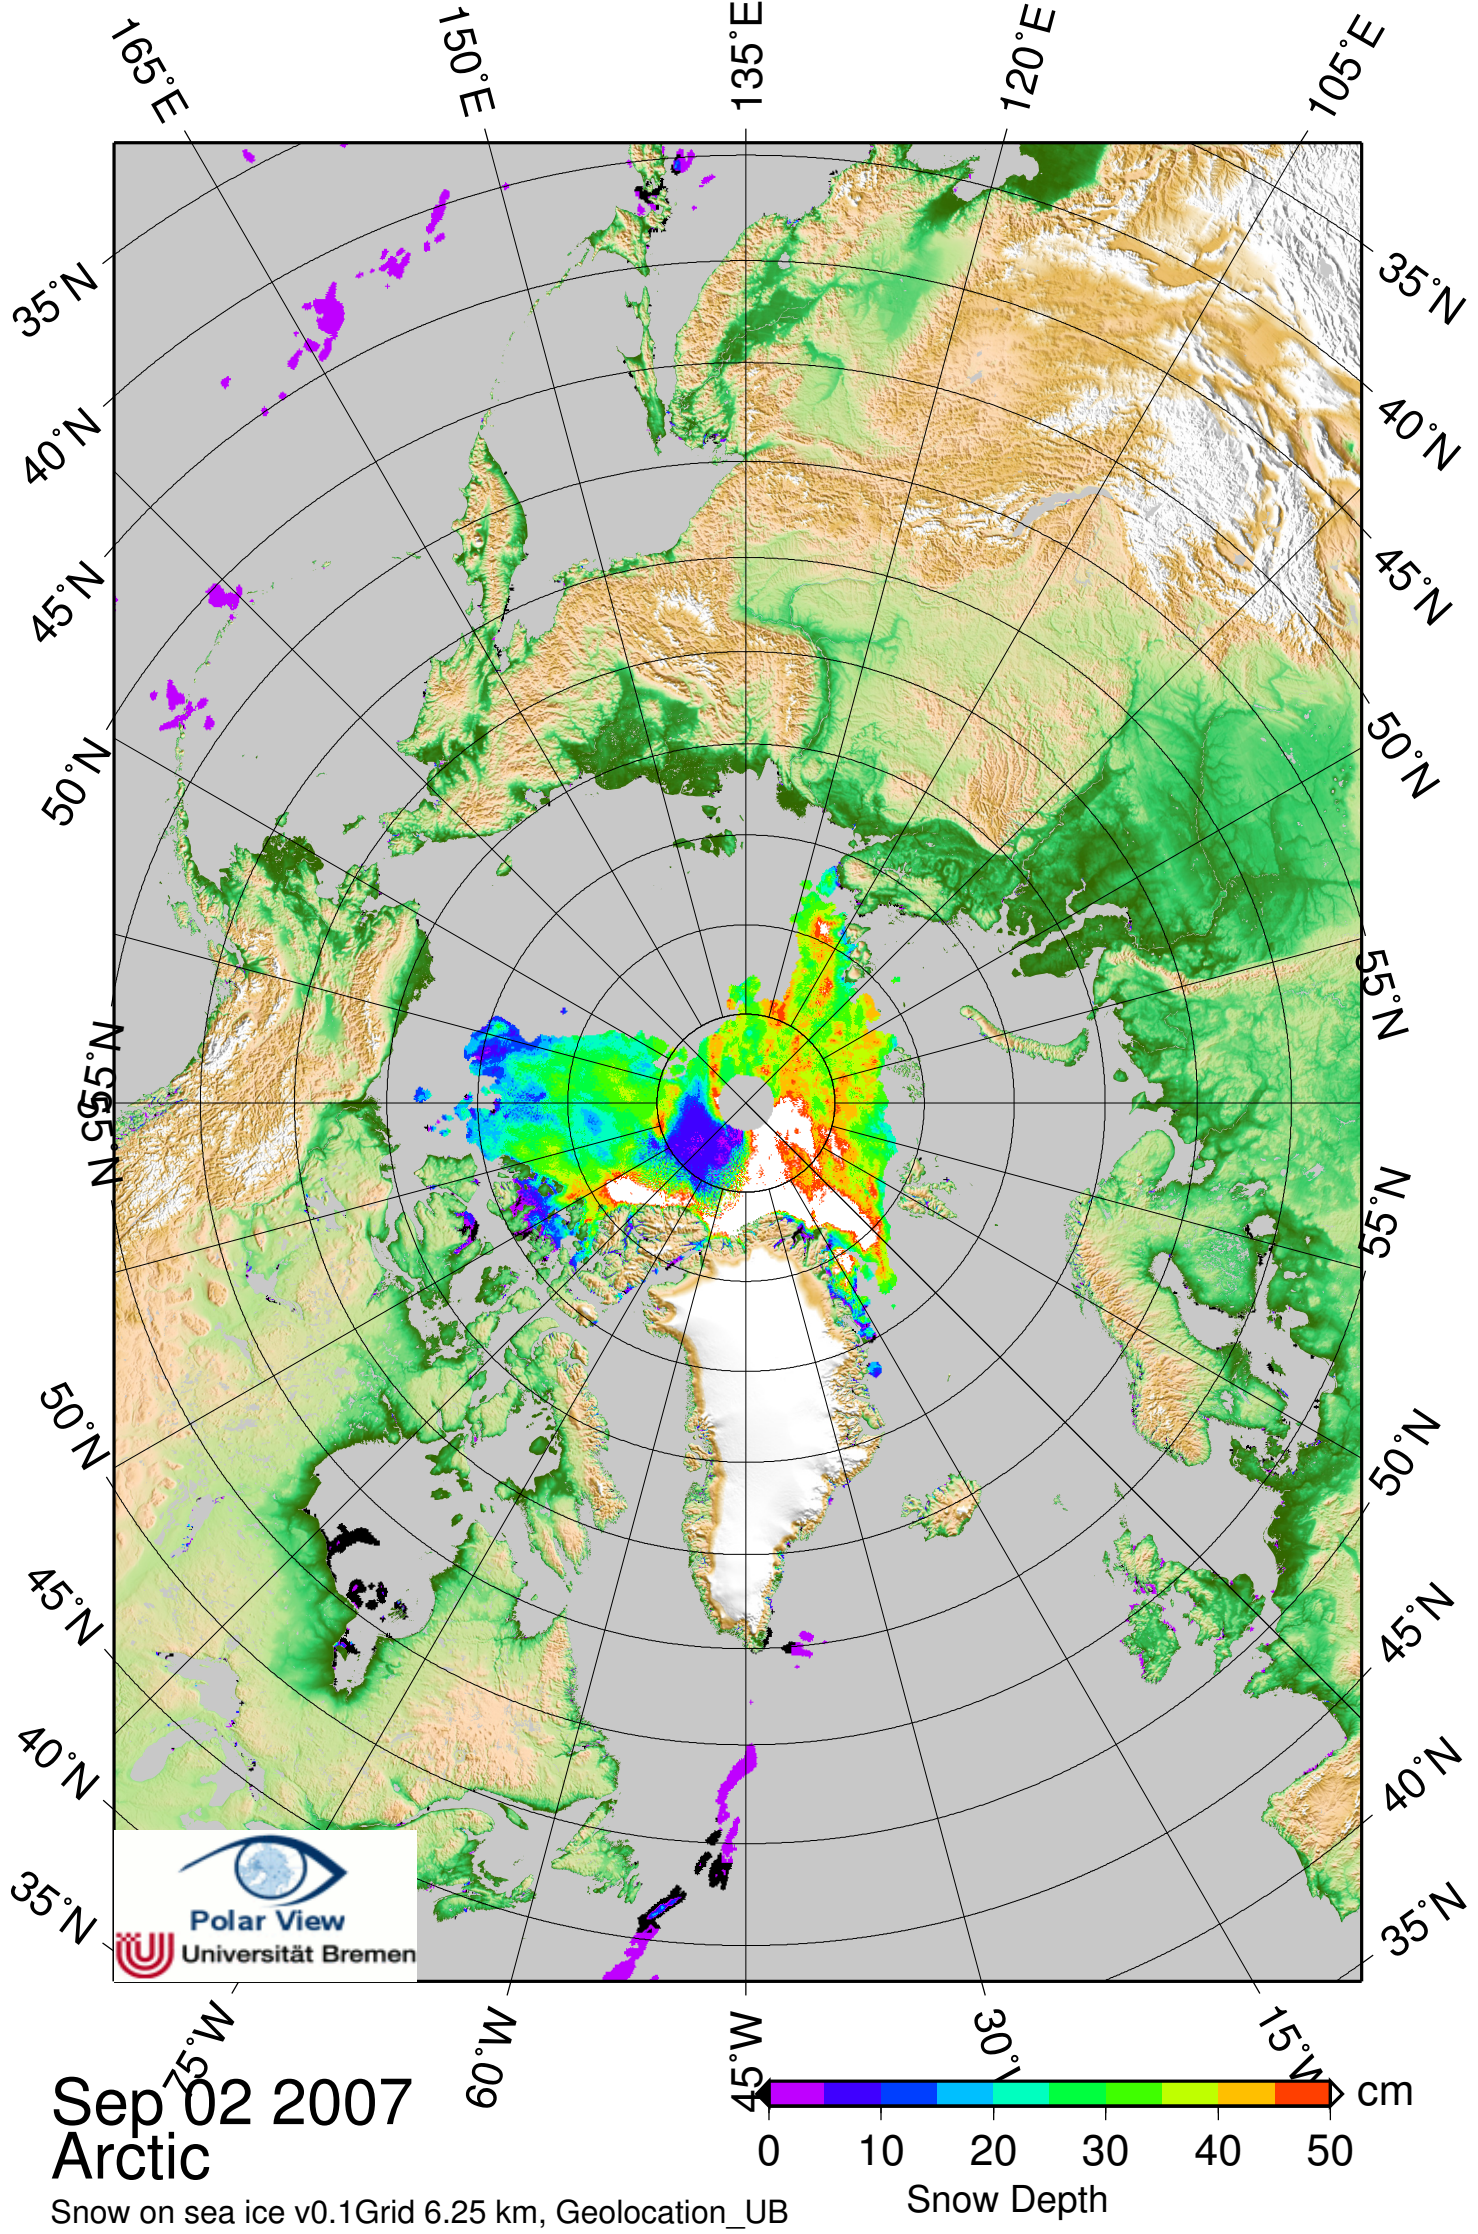 165°E 150°E 135°E 120°E 105°E
35°N 35°N
40°N 40°N
45°N 45°N
50°N 50°N
55°N 55°N
55°N 55°N
50°N 50°N
45°N 45°N
40°N 40°N
35°N 35°N
Polar View
Universität Bremen
75°W 60°W 45°W 30°W 15°W
Sep 02 2007
Arctic
cm
0 10 20 30 40 50
Snow Depth
Snow on sea ice v0.1Grid 6.25 km, Geolocation_UB